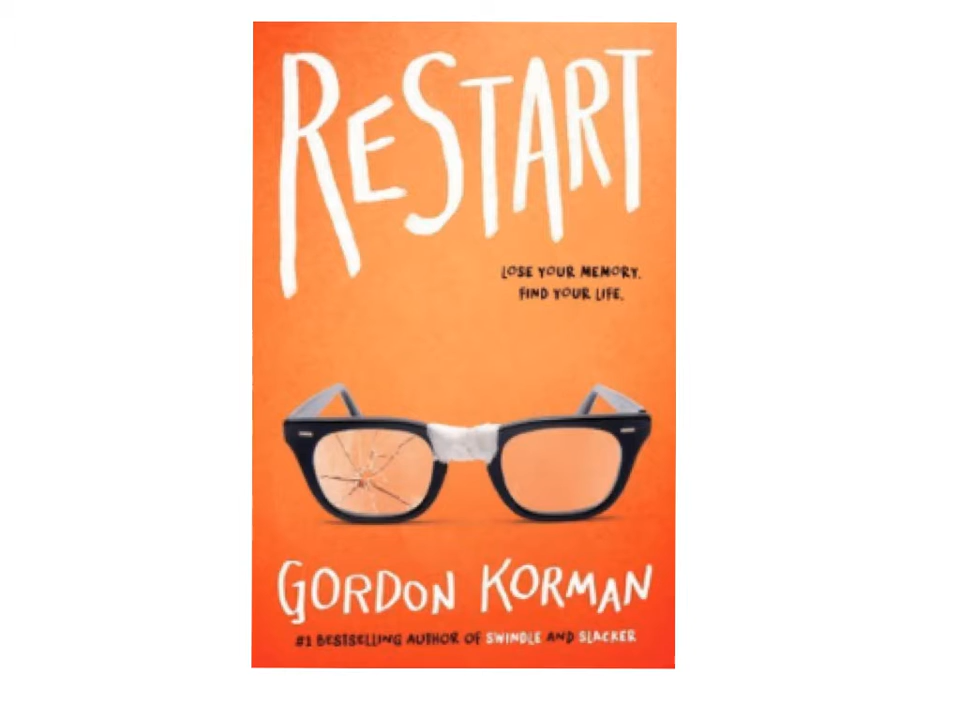 RESTART
LOSE YOUR MEMORY.
FIND YOUR LIFE.
GORDON KORMAN
#1 BESTSELLING AUTHOR OF SWINDLE AND SLACKER